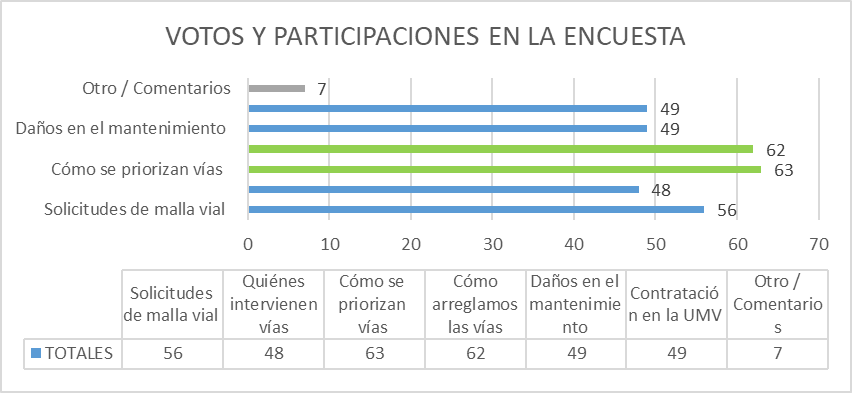 VOTOS Y PARTICIPACIONES EN LA ENCUESTA
Otro / Comentarios
7
49
Daños en el mantenimiento
49
62
Cómo se priorizan vías
63
48
Solicitudes de malla vial
56
0 10 20 30 40 50 60 70
Solicitudes
de malla vial
Quiénes
intervienen
vías
Cómo se
priorizan
vías
Cómo
arreglamos
las vías
Daños en el
mantenimie
nto
Contratació
n en la UMV
Otro /
Comentario
s
TOTALES 56 48 63 62 49 49 7